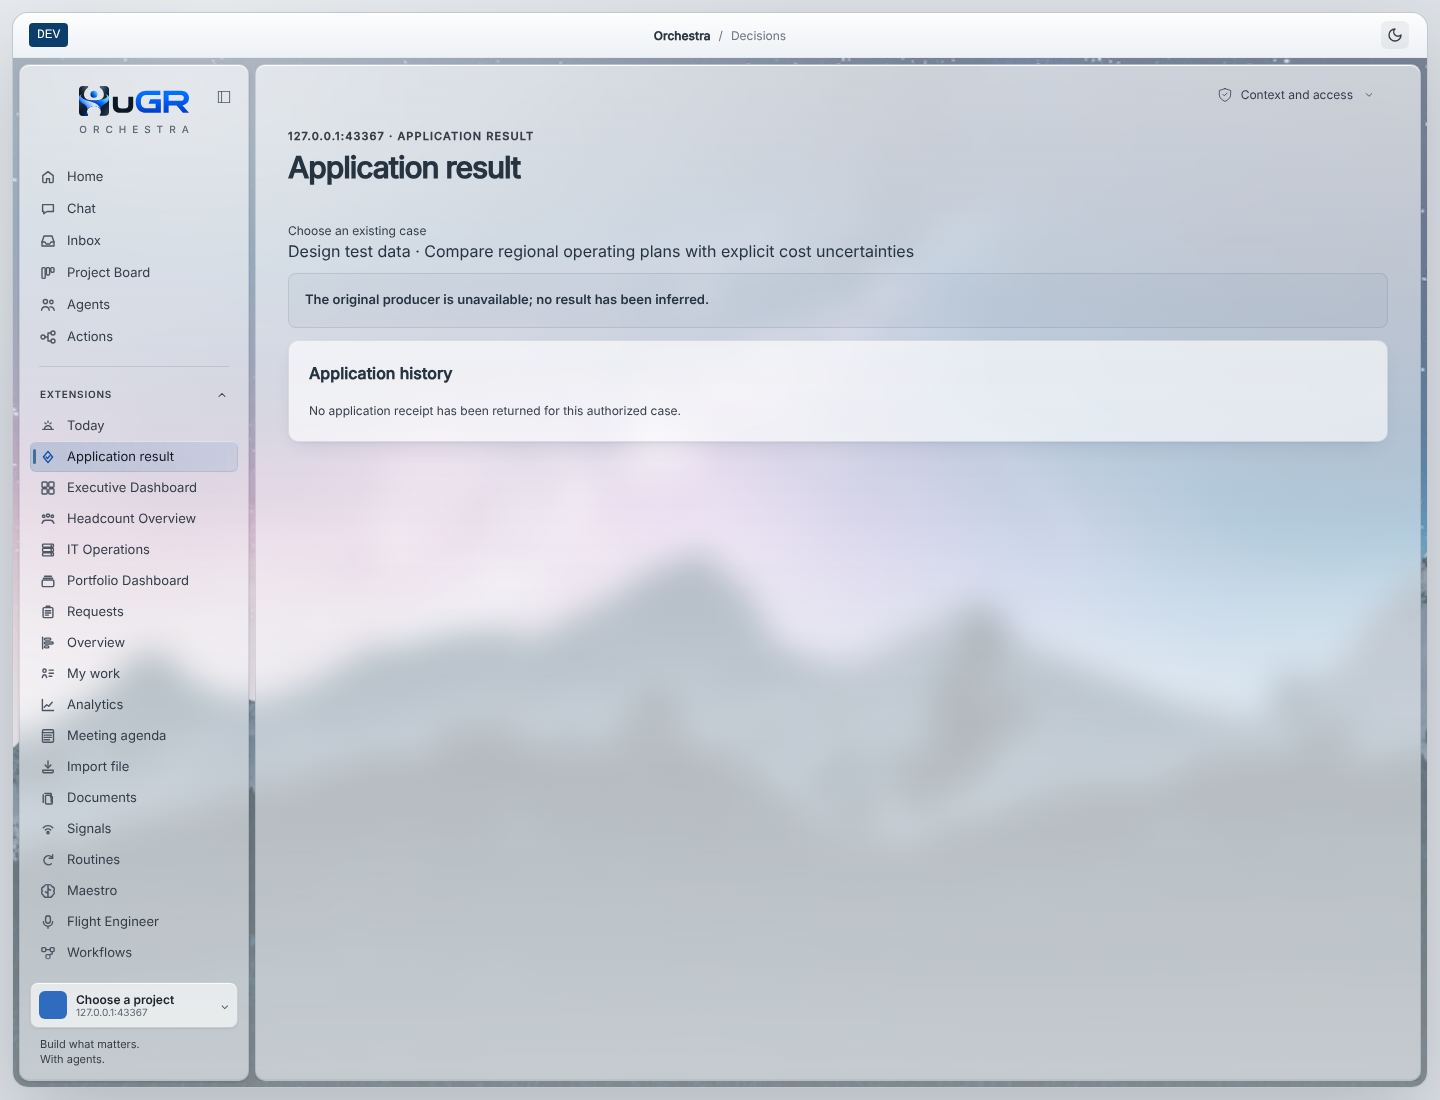 DEV
Orchestra / Decisions
HuGR
ORCHESTRA
Home
Chat
Inbox
Project Board
Agents
Actions
EXTENSIONS
Today
Application result
Executive Dashboard
Headcount Overview
IT Operations
Portfolio Dashboard
Requests
Overview
My work
Analytics
Meeting agenda
Import file
Documents
Signals
Routines
Maestro
Flight Engineer
Workflows
Choose a project
127.0.0.1:43367
Build what matters.
With agents.
Context and access
127.0.0.1:43367 · APPLICATION RESULT
Application result
Choose an existing case
Design test data · Compare regional operating plans with explicit cost uncertainties
The original producer is unavailable; no result has been inferred.
Application history
No application receipt has been returned for this authorized case.